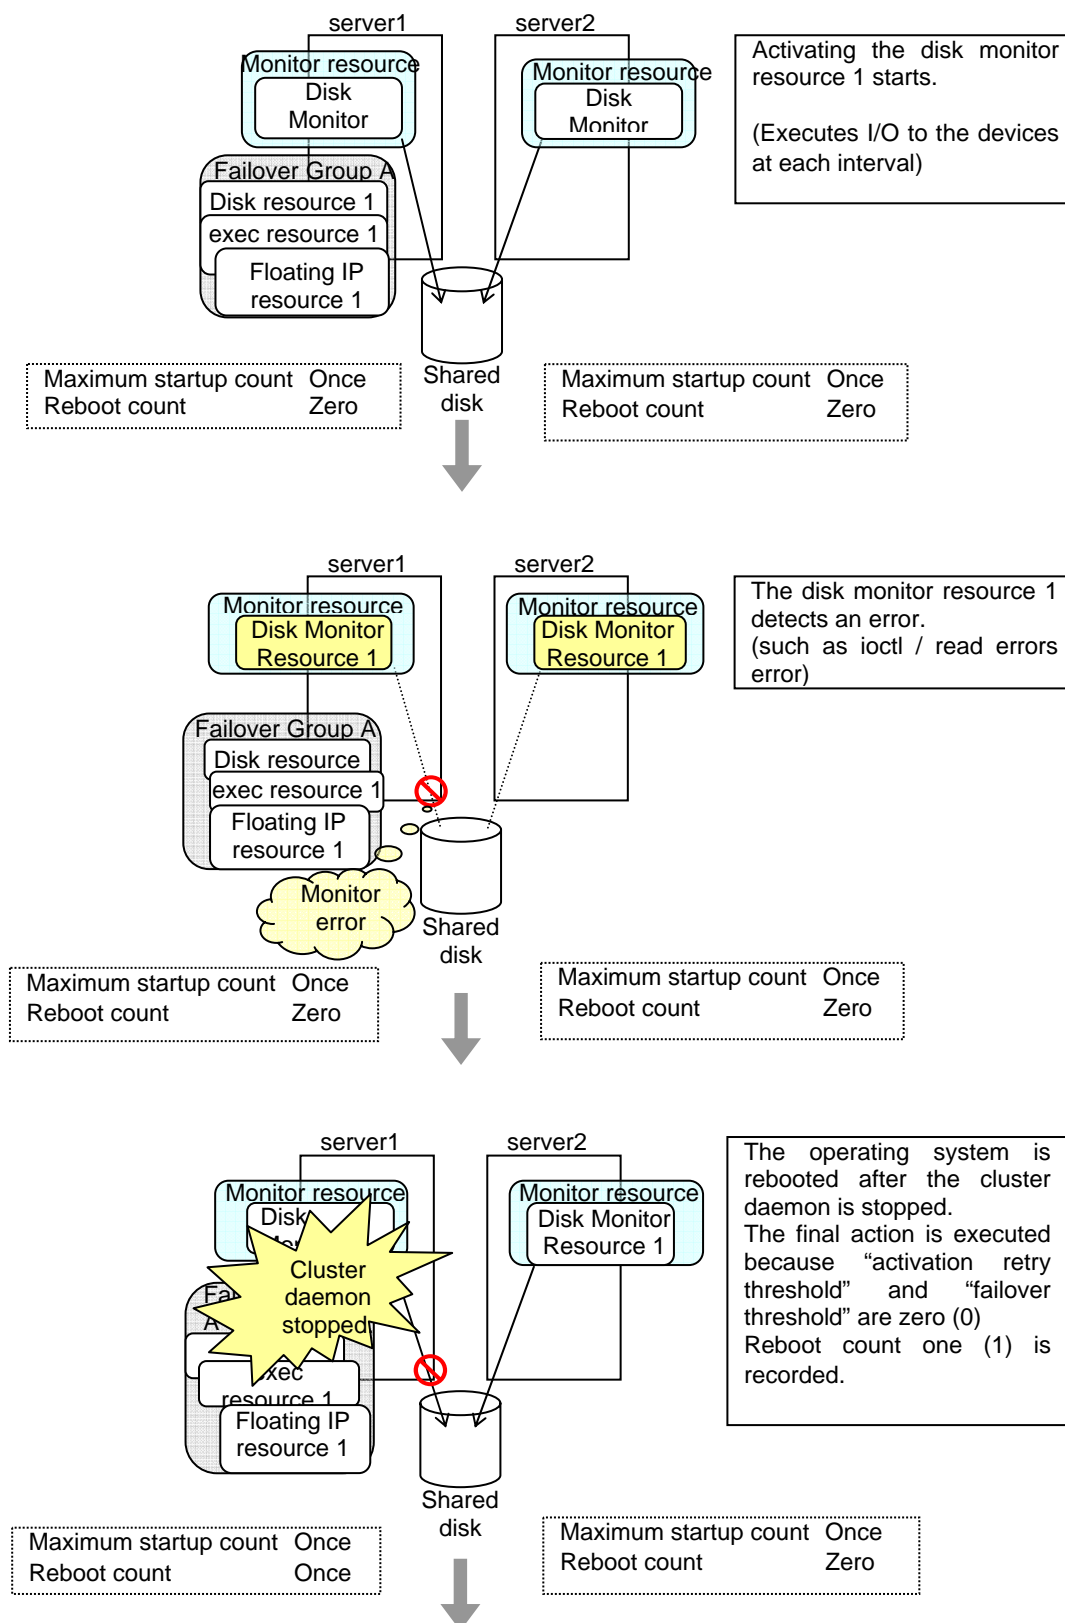 server1
server2
Monitor resource
Disk
Monitor
Monitor resource
Disk
Monitor
Activating the disk monitor
resource 1 starts.
(Executes I/O to the devices
at each interval)
Failover Group A
Disk resource 1
exec resource 1
Floating IP
resource 1
Shared
disk
Maximum startup count Once
Reboot count Zero
Maximum startup count Once
Reboot count Zero
server1
server2
Monitor resource
Disk Monitor
Resource 1
Monitor resource
Disk Monitor
Resource 1
The disk monitor resource 1
detects an error.
(such as ioctl / read errors
error)
Failover Group A
Disk resource
exec resource 1
Floating IP
resource 1
Monitor
error
Shared
disk
Maximum startup count Once
Reboot count Zero
Maximum startup count Once
Reboot count Zero
server1
server2
Monitor resource
Disk
Monitor resource
Disk Monitor
Resource 1
The operating system is
rebooted after the cluster
daemon is stopped.
The final action is executed
because “activation retry
threshold” and “failover
threshold” are zero (0)
Reboot count one (1) is
recorded.
Cluster
daemon
stopped
Fa
A
exec
resource 1
Floating IP
resource 1
Shared
disk
Maximum startup count Once
Reboot count Once
Maximum startup count Once
Reboot count Zero